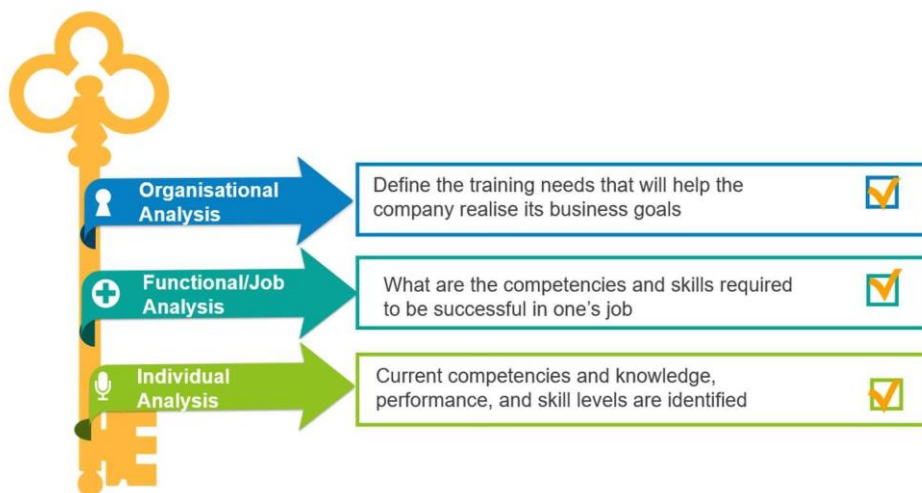 Organisational
Analysis
Define the training needs that will help the
company realise its business goals
Functional/Job
Analysis
What are the competencies and skills required
to be successful in one’s job
Individual
Analysis
Current competencies and knowledge,
performance, and skill levels are identified